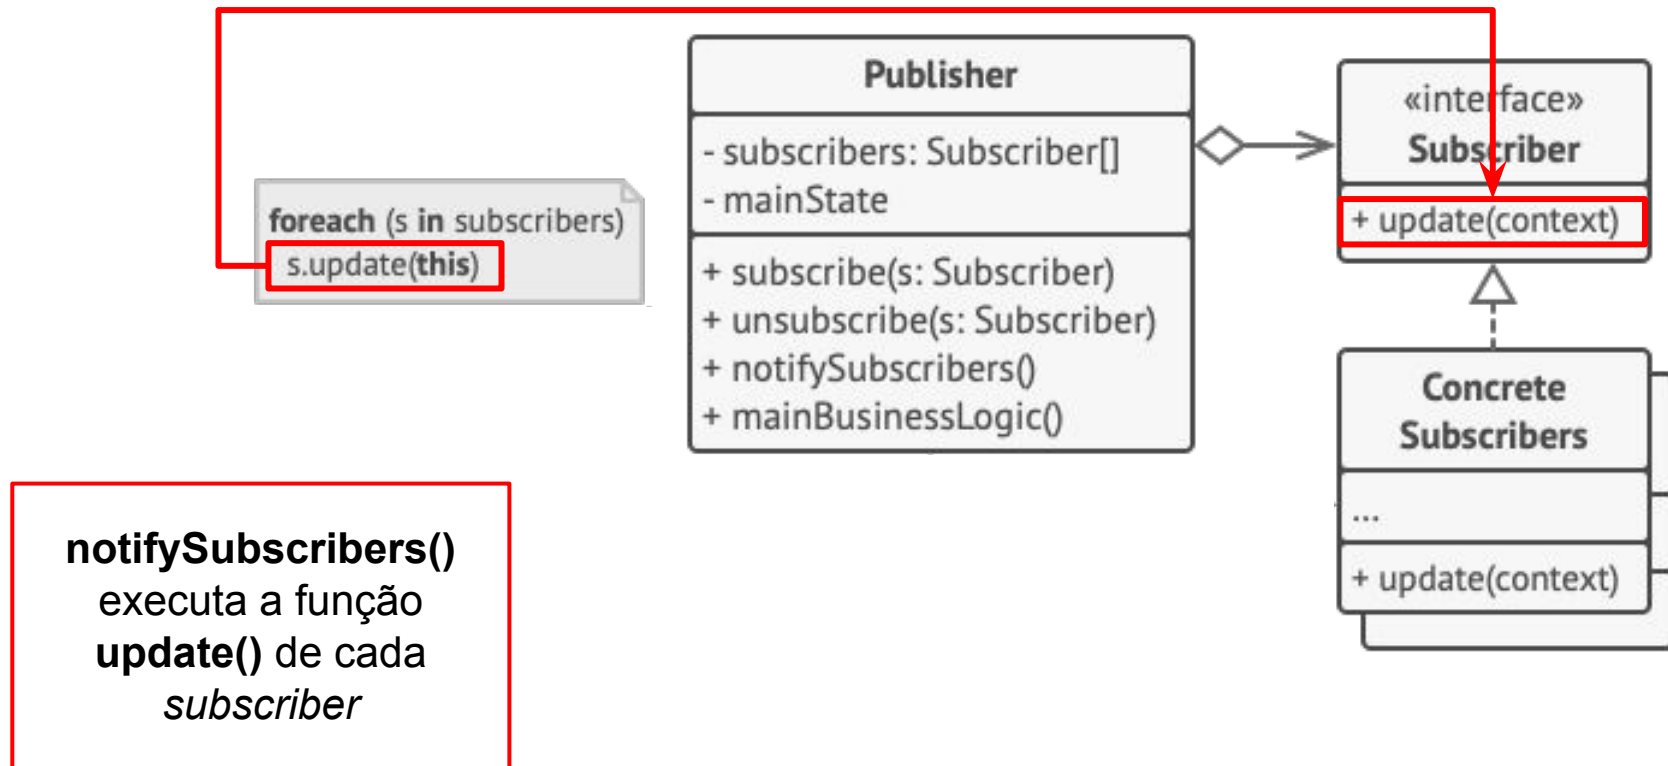 Publisher
- subscribers: Subscriber[]
- mainState
+ subscribe(s: Subscriber)
+ unsubscribe(s: Subscriber)
+ notifySubscribers()
+ mainBusinessLogic()
«interface»
Subscriber
+ update(context)
foreach (s in subscribers)
s.update(this)
Concrete
Subscribers
...
+ update(context)
notifySubscribers()
executa a função
update() de cada
subscriber